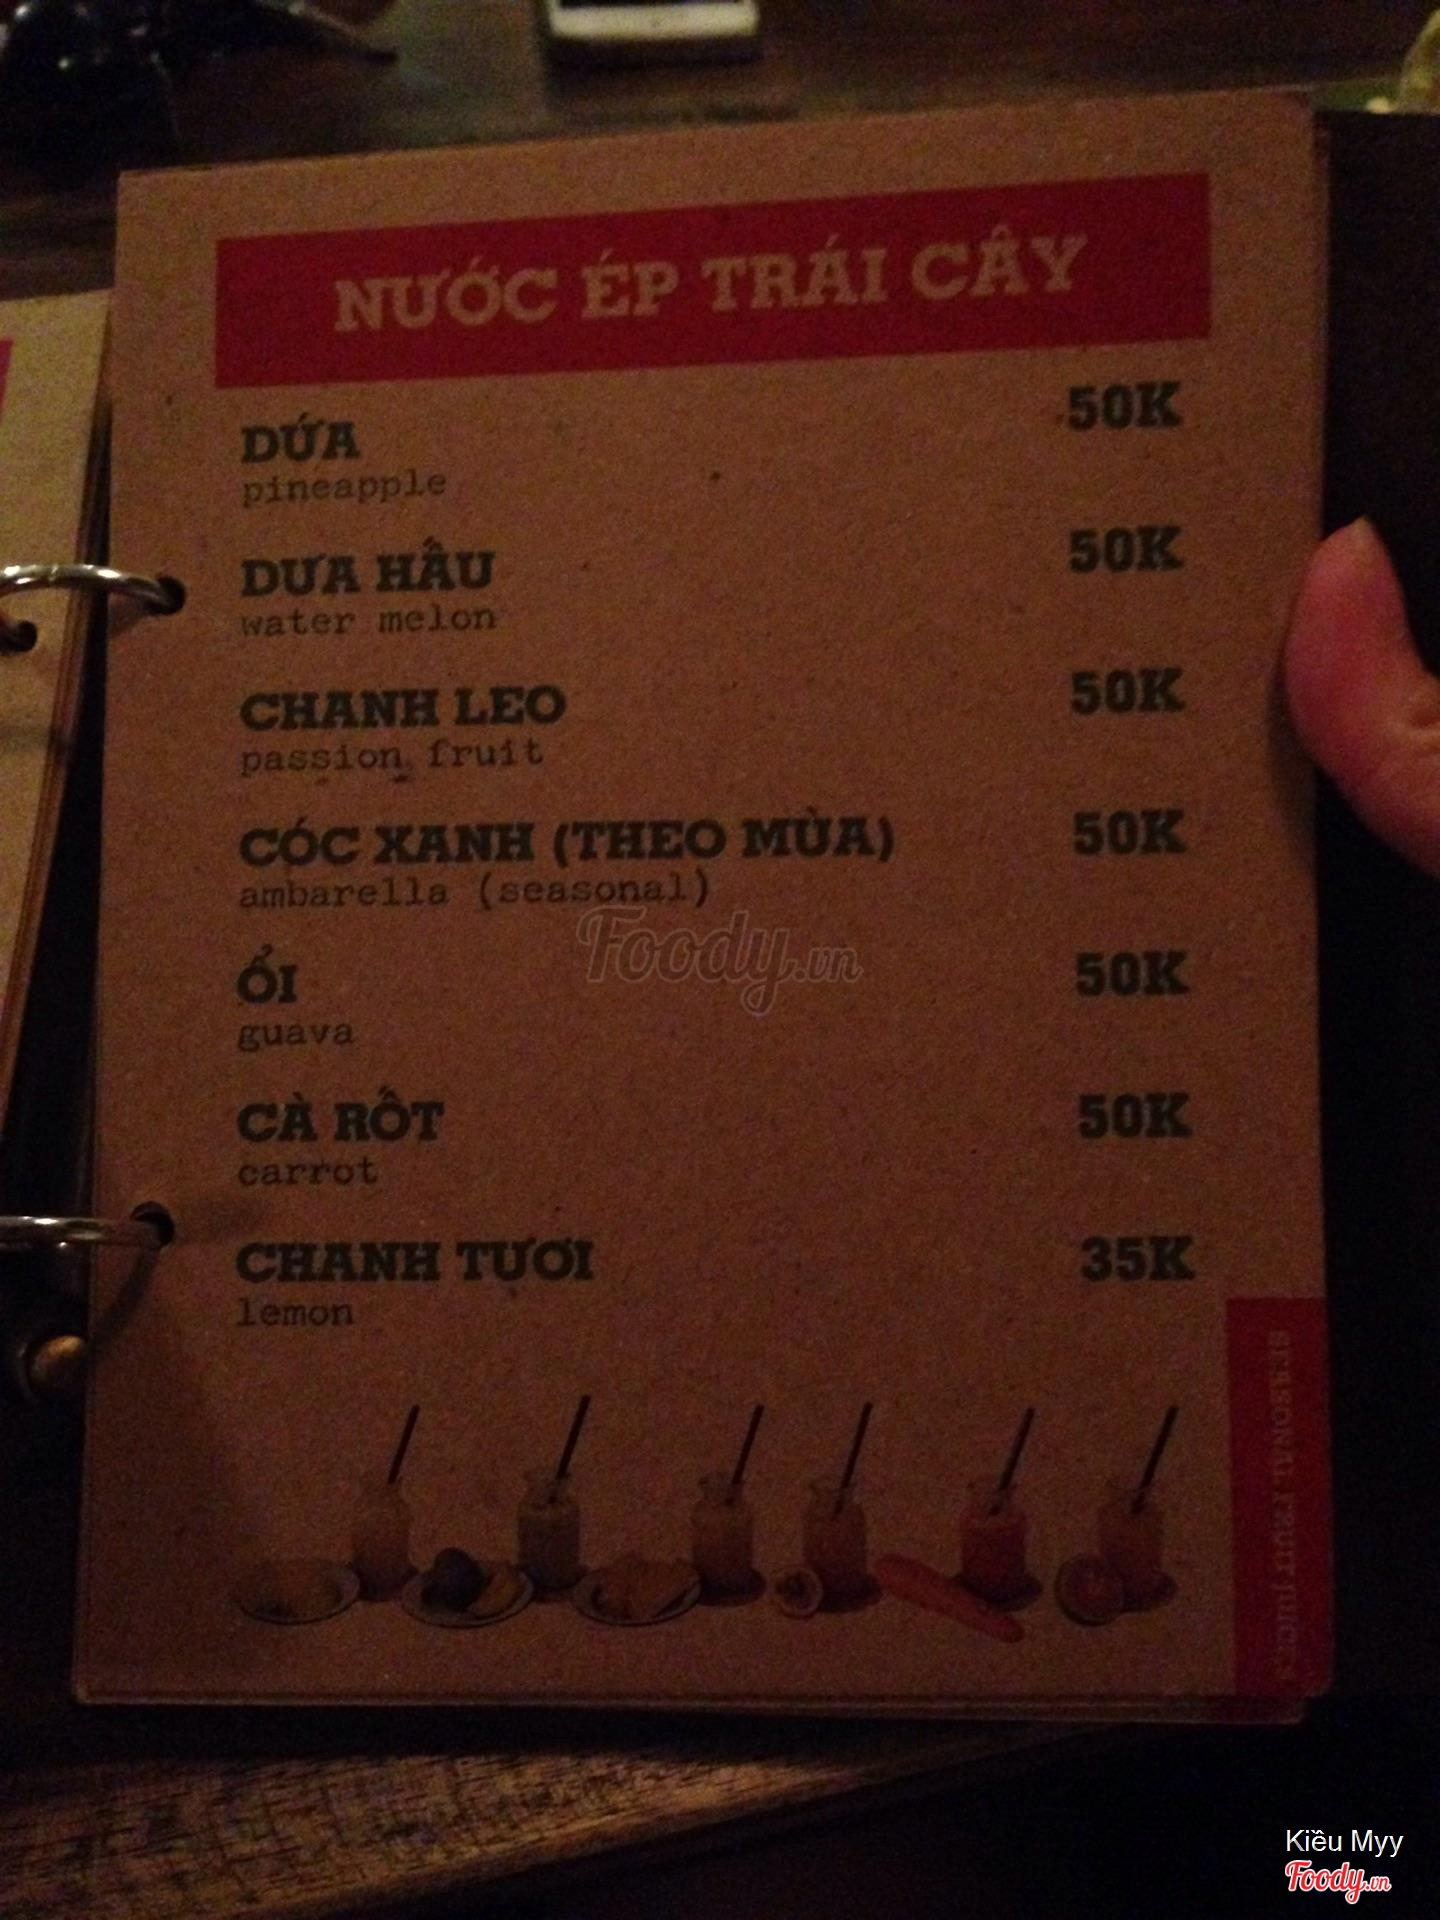 NƯỚC ÉP TRÁI CÂY
DỨA 50K
pineapple
DƯA HẤU 50K
water melon
CHANH LEO 50K
passion fruit
CÓC XANH (THEO MÙA) 50K
ambarella (seasonal)
Foody.vn
ỔI 50K
guava
CÀ RỐT 50K
carrot
CHANH TƯƠI 35K
lemon
SEASONAL FRUIT JUICES
Kiều Myy
Foody.vn